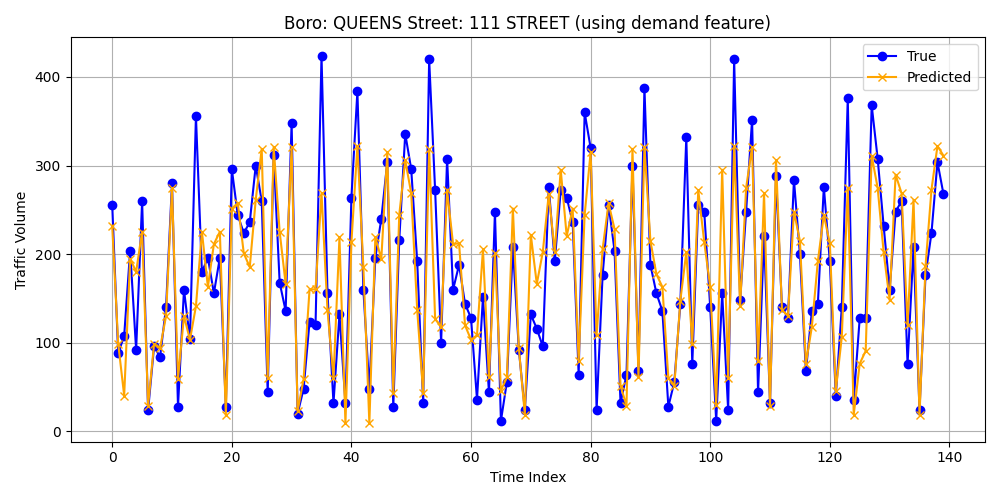 Boro: QUEENS Street: 111 STREET (using demand feature)
True
Predicted
Traffic Volume
400
300
200
100
0
0 20 40 60 80 100 120 140
Time Index